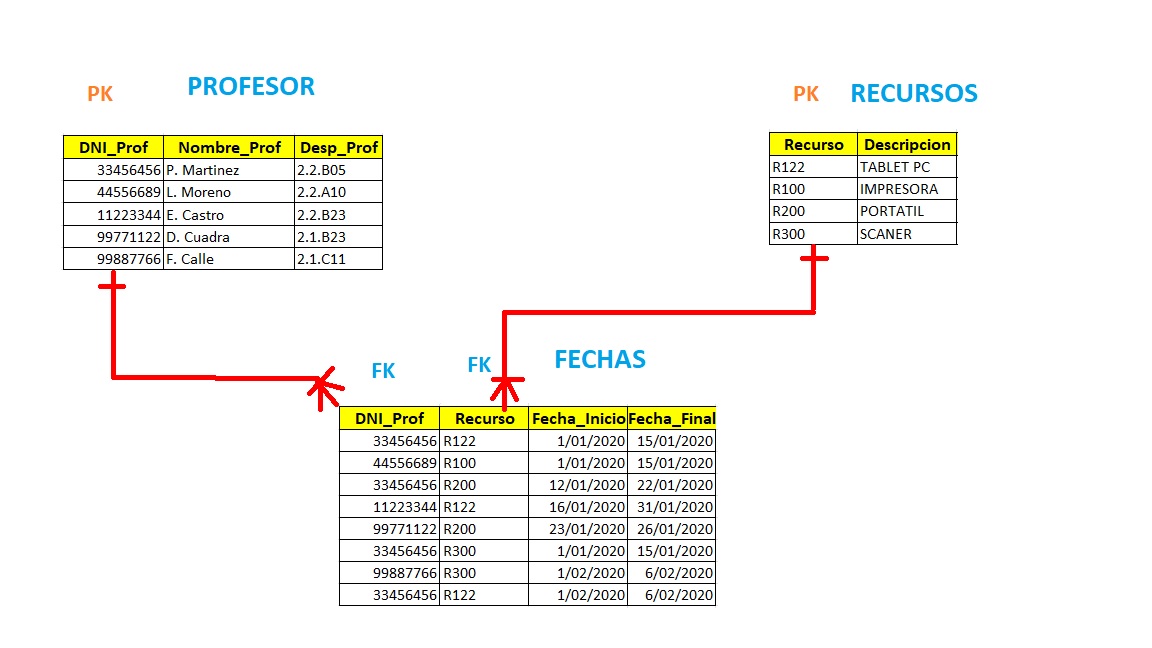 PK PROFESOR
DNI_Prof Nombre_Prof Desp_Prof
33456456 P. Martinez 2.2.B05
44556689 L. Moreno 2.2.A10
11223344 E. Castro 2.2.B23
99771122 D. Cuadra 2.1.B23
99887766 F. Calle 2.1.C11
PK RECURSOS
Recurso Descripcion
R122 TABLET PC
R100 IMPRESORA
R200 PORTATIL
R300 SCANER
FK FK FECHAS
DNI_Prof Recurso Fecha_Inicio Fecha_Final
33456456 R122 1/01/2020 15/01/2020
44556689 R100 1/01/2020 15/01/2020
33456456 R200 12/01/2020 22/01/2020
11223344 R122 16/01/2020 31/01/2020
99771122 R200 23/01/2020 26/01/2020
33456456 R300 1/01/2020 15/01/2020
99887766 R300 1/02/2020 6/02/2020
33456456 R122 1/02/2020 6/02/2020